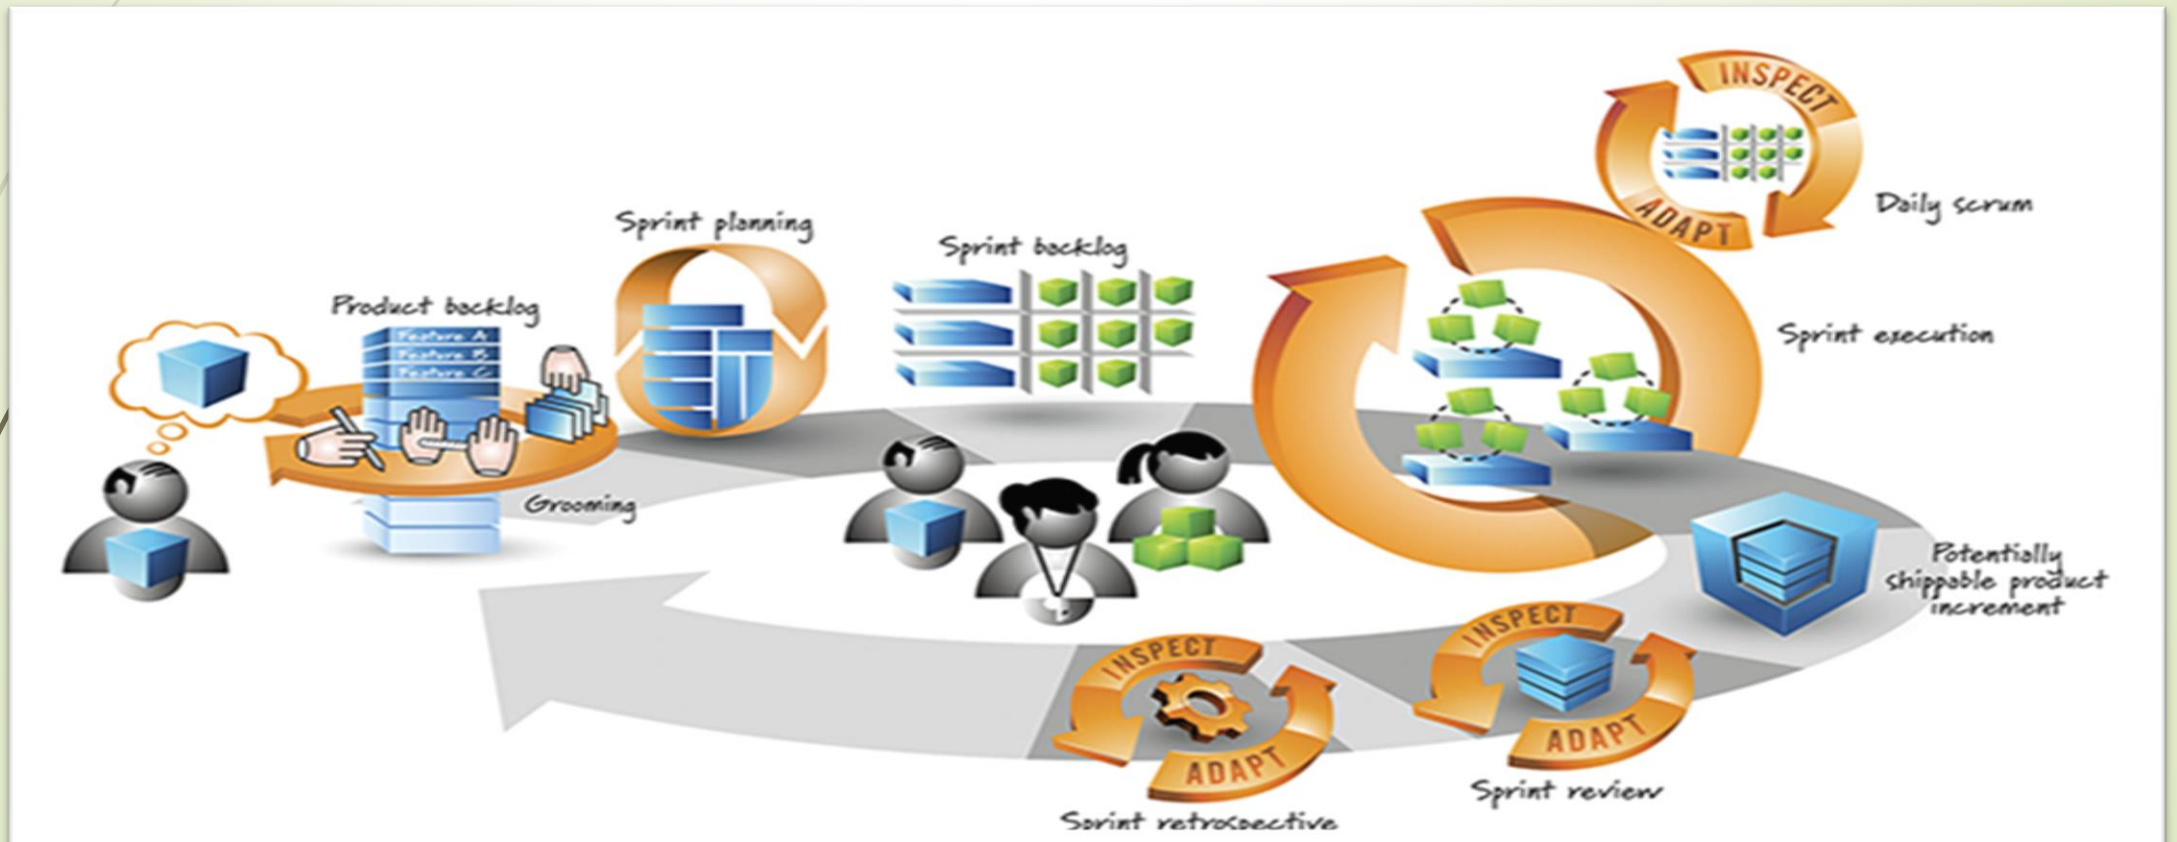 INSPECT
ADAPT
Daily scrum
Sprint planning
Sprint backlog
Product backlog
Feature A
Feature B
Feature C
Sprint execution
Grooming
Potentially
shippable product
increment
INSPECT
ADAPT
Sprint review
INSPECT
ADAPT
Sprint retrospective